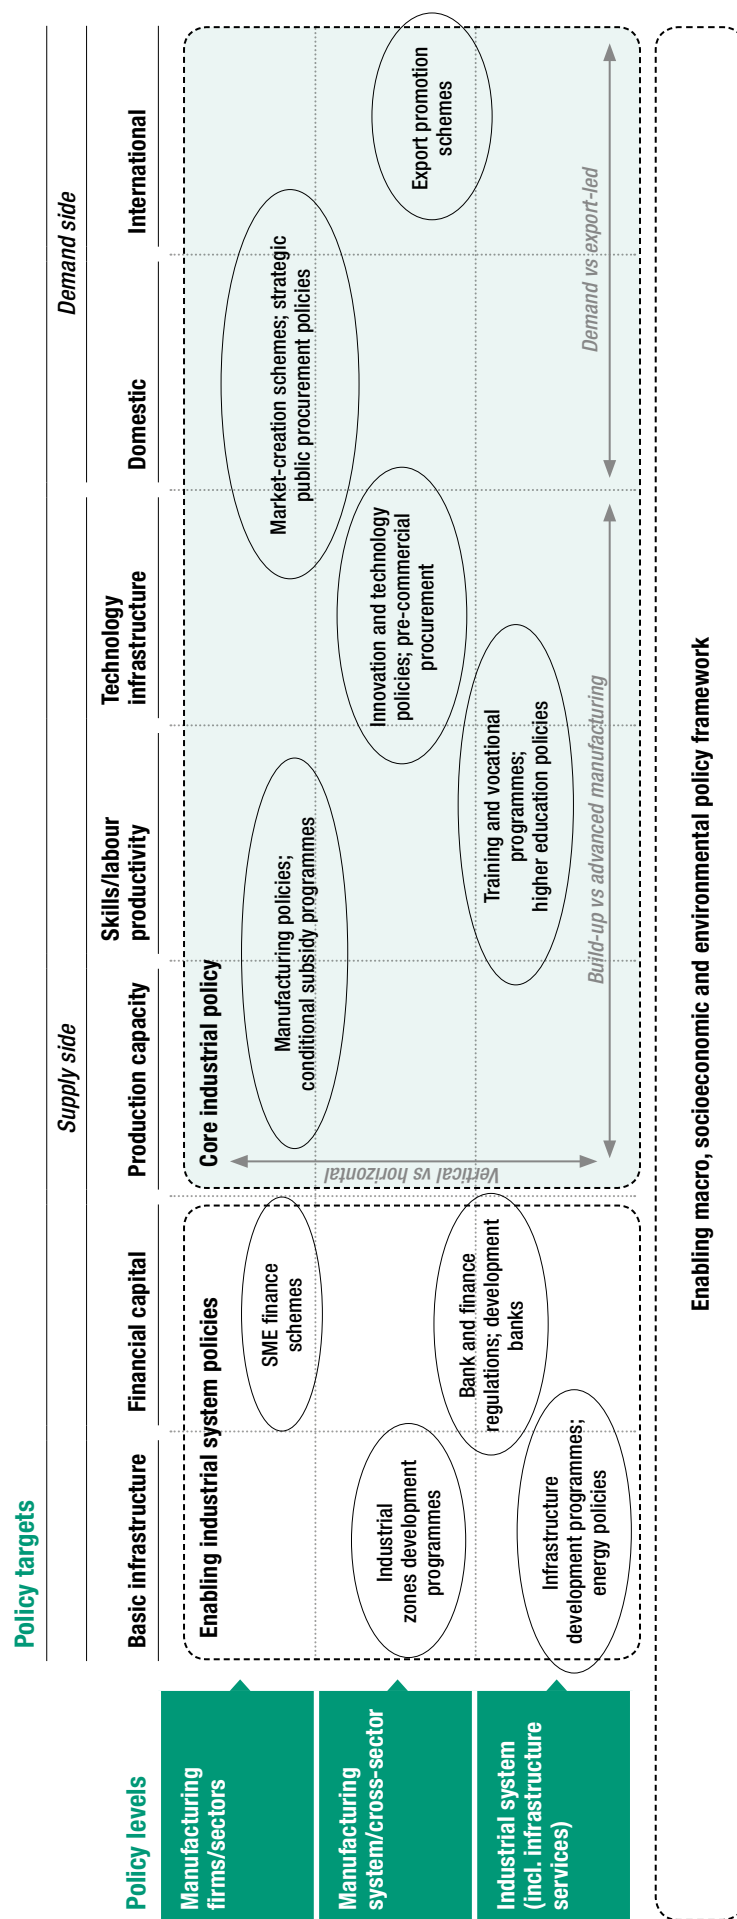 Policy targets
Supply side
Demand side
Policy levels
Basic infrastructure
Financial capital
Production capacity
Skills/labour
productivity
Technology
infrastructure
Domestic
International
Manufacturing
firms/sectors
Manufacturing
system/cross-sector
Industrial system
(incl. infrastructure
services)
Enabling industrial system policies
SME finance
schemes
Industrial
zones development
programmes
Bank and finance
regulations; development
banks
Infrastructure
development programmes;
energy policies
Core industrial policy
Vertical vs horizontal
Manufacturing policies;
conditional subsidy programmes
Market-creation schemes; strategic
public procurement policies
Innovation and technology
policies; pre-commercial
procurement
Export promotion
schemes
Training and vocational
programmes;
higher education policies
Build-up vs advanced manufacturing
Demand vs export-led
Enabling macro, socioeconomic and environmental policy framework